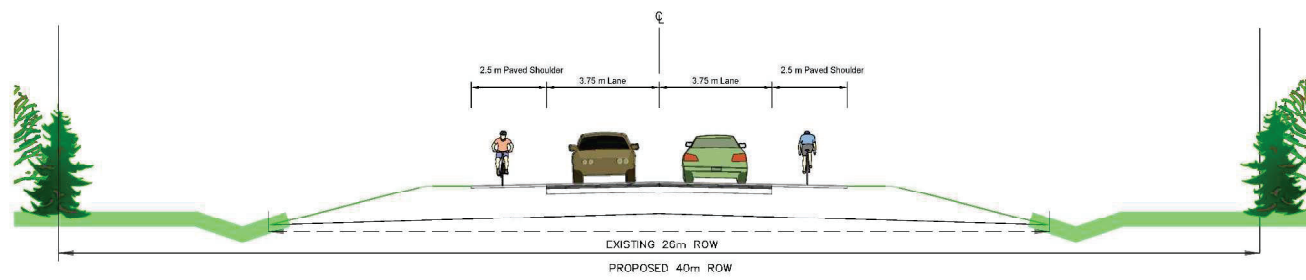 ℄
2.5 m Paved Shoulder 3.75 m Lane 3.75 m Lane 2.5 m Paved Shoulder
EXISTING 26m ROW
PROPOSED 40m ROW